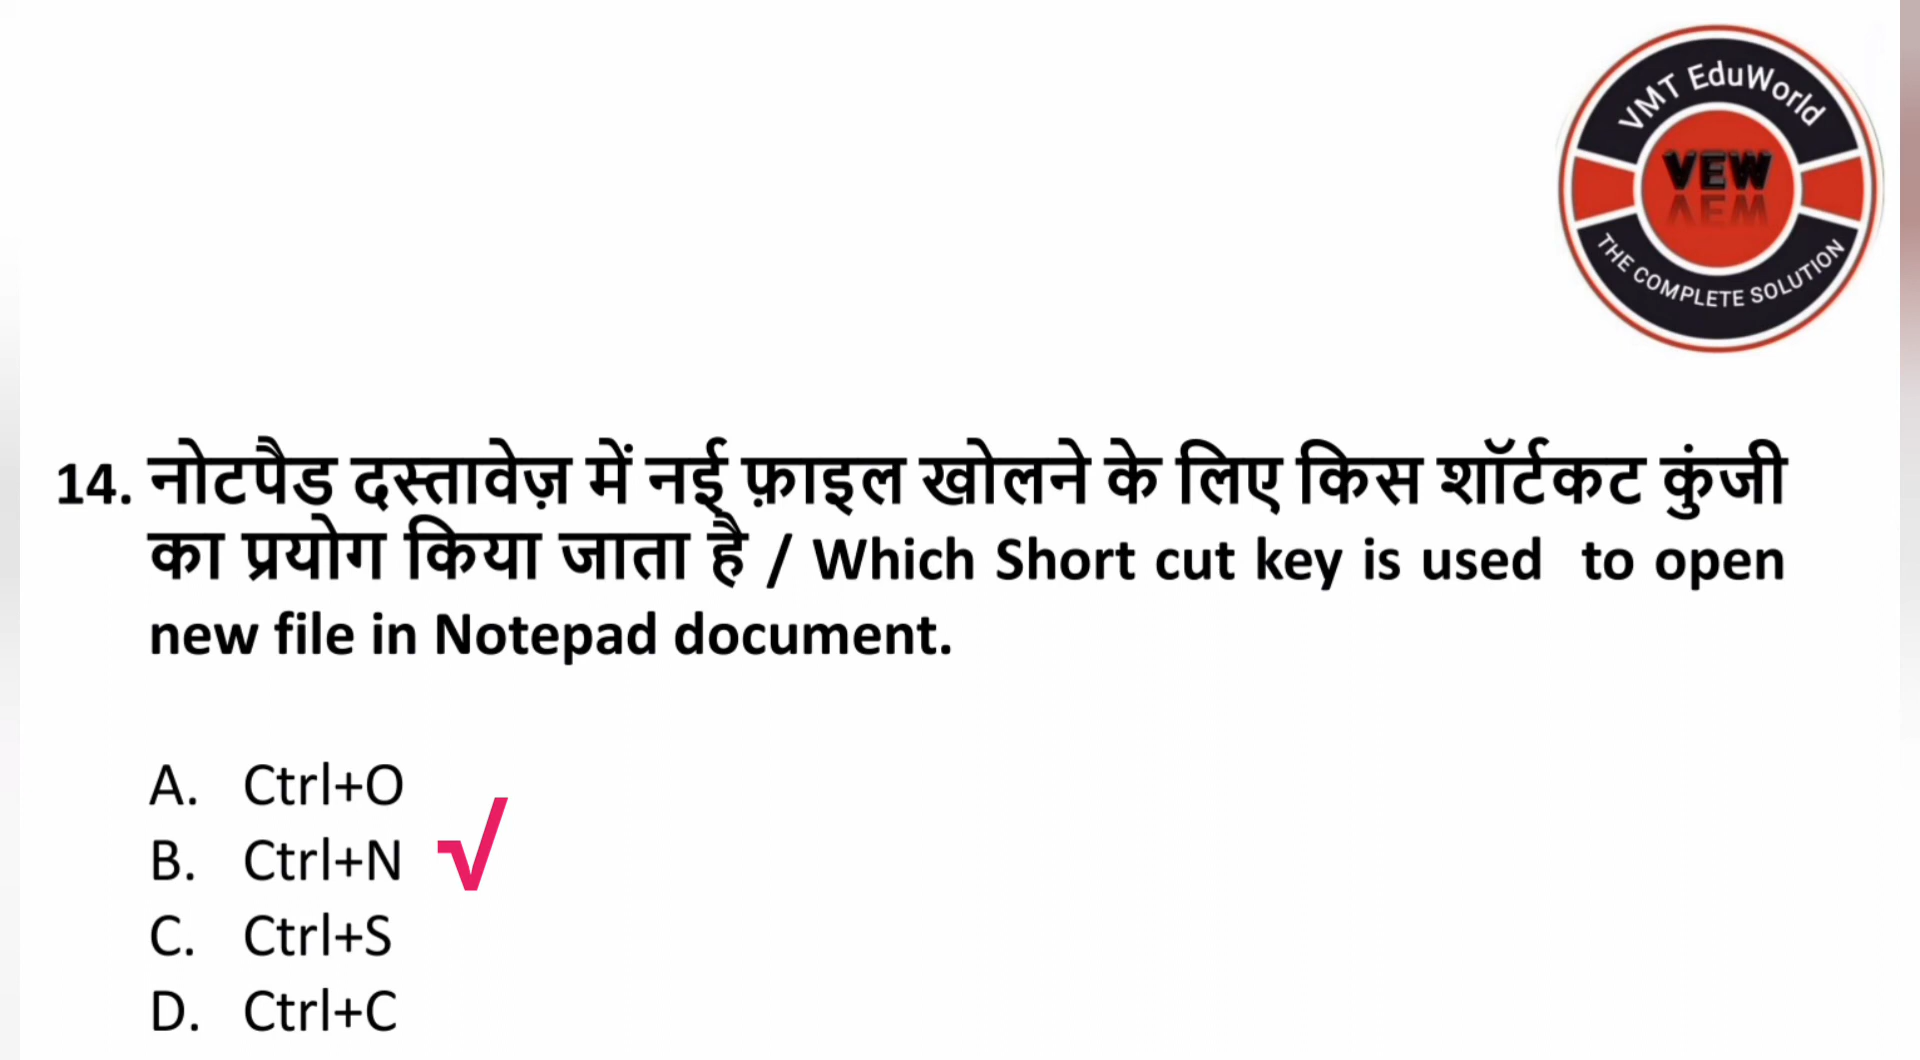 VMT EduWorld
VEW
THE COMPLETE SOLUTION
14. नोटपैड दस्तावेज़ में नई फ़ाइल खोलने के लिए किस शॉर्टकट कुंजी
का प्रयोग किया जाता है / Which Short cut key is used to open
new file in Notepad document.
A. Ctrl+O
B. Ctrl+N √
C. Ctrl+S
D. Ctrl+C